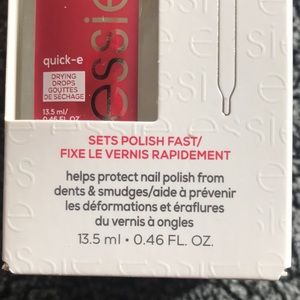 essie
quick-e
DRYING
DROPS
GOUTTES
DE SÉCHAGE
13.5 ml/
0.46 FL. OZ.
SETS POLISH FAST/
FIXE LE VERNIS RAPIDEMENT
helps protect nail polish from
dents & smudges/aide à prévenir
les déformations et éraflures
du vernis à ongles
13.5 ml • 0.46 FL. OZ.